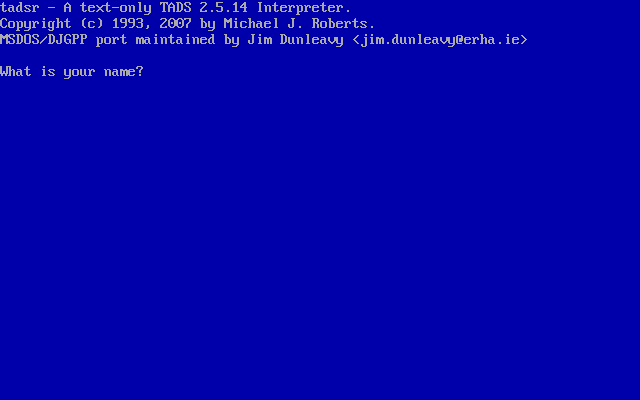 tadsr - A text-only TADS 2.5.14 Interpreter.
Copyright (c) 1993, 2007 by Michael J. Roberts.
MSDOS/DJGPP port maintained by Jim Dunleavy <jim.dunleavy@erha.ie>
What is your name?